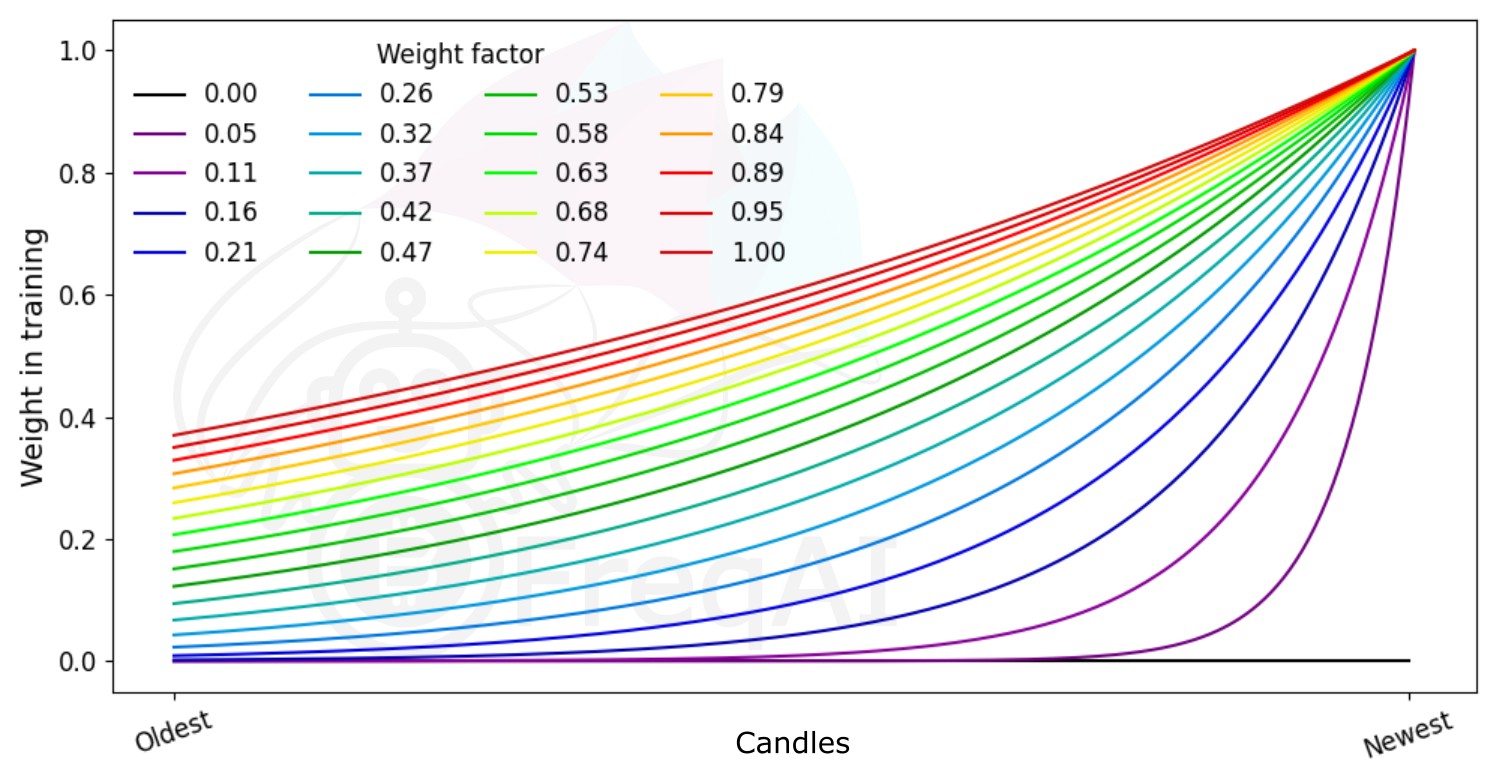 Weight factor
0.00 0.26 0.53 0.79
0.05 0.32 0.58 0.84
0.11 0.37 0.63 0.89
0.16 0.42 0.68 0.95
0.21 0.47 0.74 1.00
1.0
0.8
0.6
0.4
0.2
0.0
Weight in training
FreqAI
Oldest
Newest
Candles